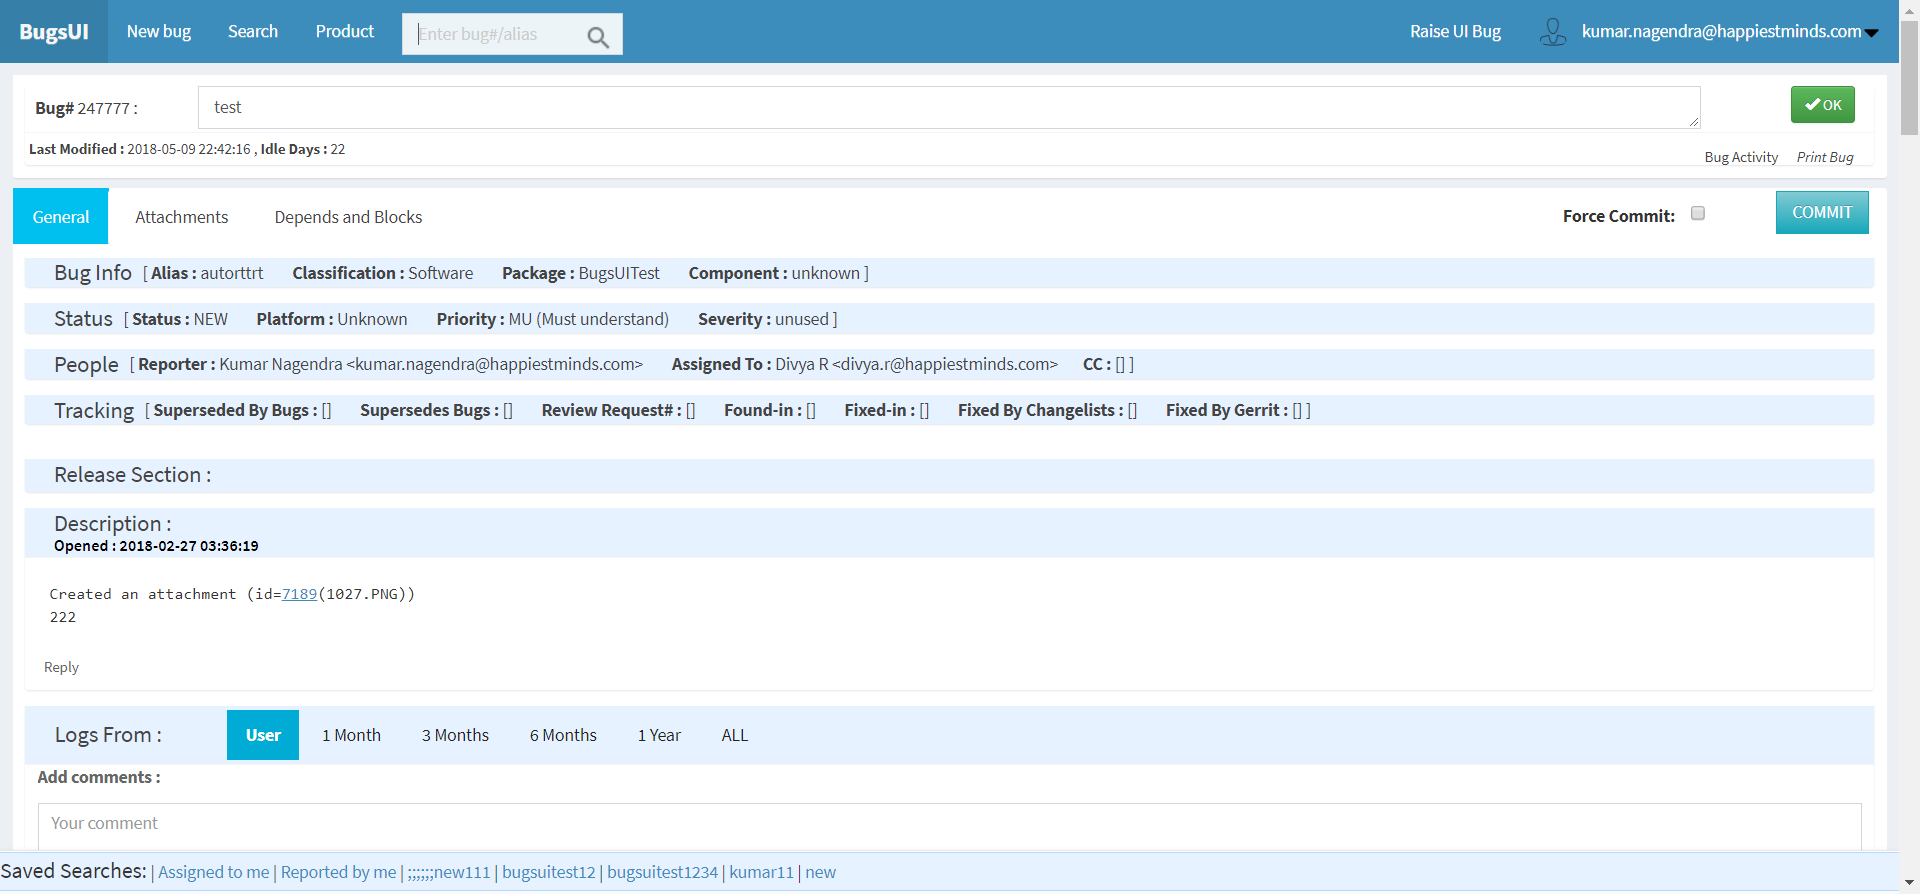 BugsUI New bug Search Product Enter bug#/alias Raise UI Bug kumar.nagendra@happiestminds.com
Bug# 247777 : test OK
Last Modified : 2018-05-09 22:42:16 , Idle Days : 22
Bug Activity Print Bug
General Attachments Depends and Blocks Force Commit: COMMIT
Bug Info [ Alias : autorttrt Classification : Software Package : BugsUITest Component : unknown ]
Status [ Status : NEW Platform : Unknown Priority : MU (Must understand) Severity : unused ]
People [ Reporter : Kumar Nagendra <kumar.nagendra@happiestminds.com> Assigned To : Divya R <divya.r@happiestminds.com> CC : [] ]
Tracking [ Superseded By Bugs : [] Supersedes Bugs : [] Review Request# : [] Found-in : [] Fixed-in : [] Fixed By Changelists : [] Fixed By Gerrit : [] ]
Release Section :
Description :
Opened : 2018-02-27 03:36:19
Created an attachment (id=7189(1027.PNG))
222
Reply
Logs From : User 1 Month 3 Months 6 Months 1 Year ALL
Add comments :
Your comment
Saved Searches: | Assigned to me | Reported by me | ;;;;;;new111 | bugsuitest12 | bugsuitest1234 | kumar11 | new